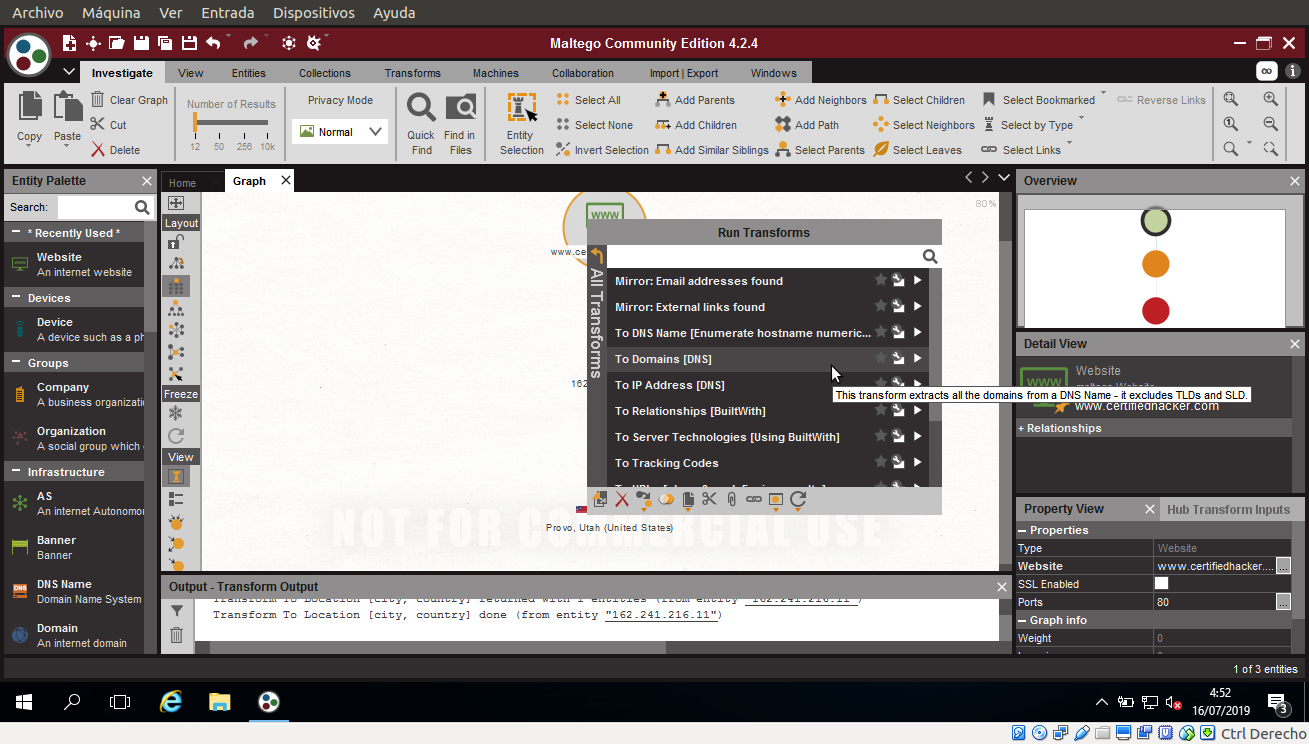 Archivo Máquina Ver Entrada Dispositivos Ayuda
Maltego Community Edition 4.2.4
Investigate View Entities Collections Transforms Machines Collaboration Import | Export Windows
Copy
Paste
Clear Graph
Cut
Delete
Number of Results
12 50 256 10k
Privacy Mode
Normal
Quick Find
Find in Files
Entity Selection
Select All
Select None
Invert Selection
Add Parents
Add Children
Add Similar Siblings
Add Neighbors
Add Path
Select Parents
Select Children
Select Neighbors
Select Leaves
Select Bookmarked
Select by Type
Select Links
Reverse Links
Entity Palette
Search:
* Recently Used *
Website
An internet website
Devices
Device
A device such as a ph
Groups
Company
A business organizati
Organization
A social group which
Infrastructure
AS
An internet Autonomou
Banner
Banner
DNS
DNS Name
Domain Name System
Domain
An internet domain
Home Graph
Layout
Freeze
View
80%
WWW
www.ce
162
Run Transforms
All Transforms
Mirror: Email addresses found
Mirror: External links found
To DNS Name [Enumerate hostname numeric...
To Domains [DNS]
To IP Address [DNS]
To Relationships [BuiltWith]
To Server Technologies [Using BuiltWith]
To Tracking Codes
This transform extracts all the domains from a DNS Name - it excludes TLDs and SLD.
Provo, Utah (United States)
NOT FOR COMMERCIAL USE
Output - Transform Output
Transform To Location [city, country] returned with 1 entities (from entity "162.241.216.11")
Transform To Location [city, country] done (from entity "162.241.216.11")
Overview
Detail View
WWW
Website
maltego.Website
www.certifiedhacker.com
+ Relationships
Property View Hub Transform Inputs
Properties
Type Website
Website www.certifiedhacker.... ...
SSL Enabled
Ports 80 ...
Graph info
Weight 0
1 of 3 entities
4:52
16/07/2019
3
Ctrl Derecho